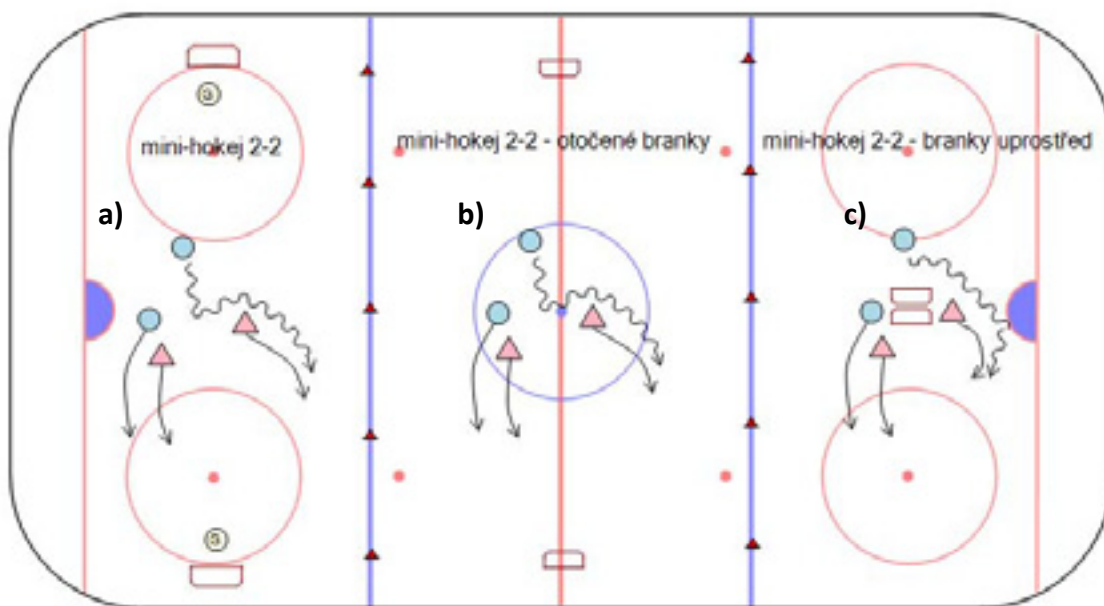 mini-hokej 2-2
mini-hokej 2-2 - otočené branky
mini-hokej 2-2 - branky uprostřed
a)
b)
c)
G
G